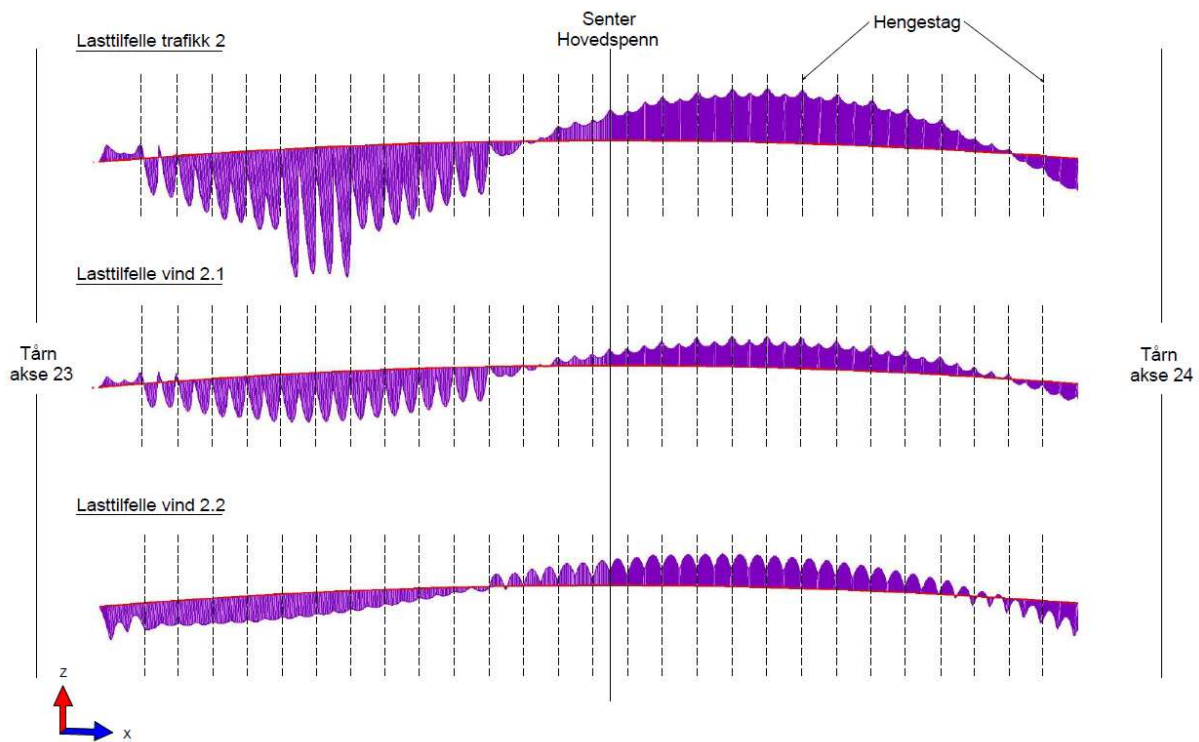 Senter
Hovedspenn
Hengestag
Lasttilfelle trafikk 2
Lasttilfelle vind 2.1
Tårn
akse 23
Tårn
akse 24
Lasttilfelle vind 2.2
z
x